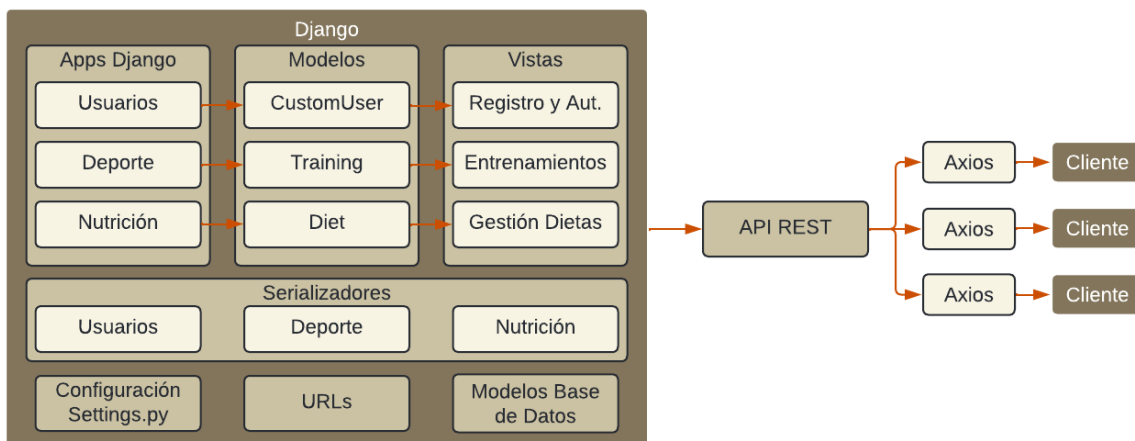 Django
Apps Django
Modelos
Vistas
Usuarios
CustomUser
Registro y Aut.
Deporte
Training
Entrenamientos
Nutrición
Diet
Gestión Dietas
Serializadores
Usuarios
Deporte
Nutrición
Configuración
Settings.py
URLs
Modelos Base
de Datos
API REST
Axios
Cliente
Axios
Cliente
Axios
Cliente